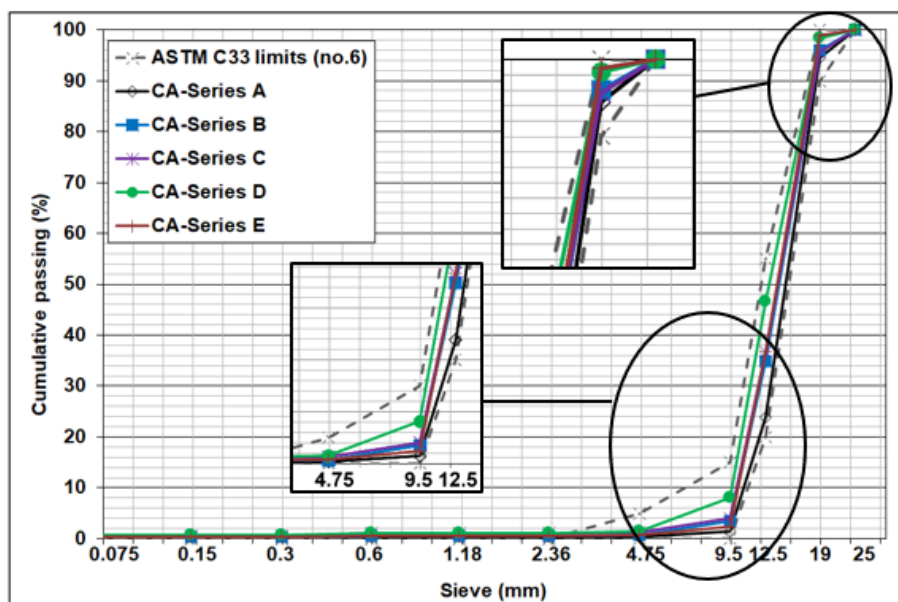 100
90
80
70
60
50
40
30
20
10
0
Cumulative passing (%)
ASTM C33 limits (no.6)
CA-Series A
CA-Series B
CA-Series C
CA-Series D
CA-Series E
4.75 9.5 12.5
0.075 0.15 0.3 0.6 1.18 2.36 4.75 9.5 12.5 19 25
Sieve (mm)